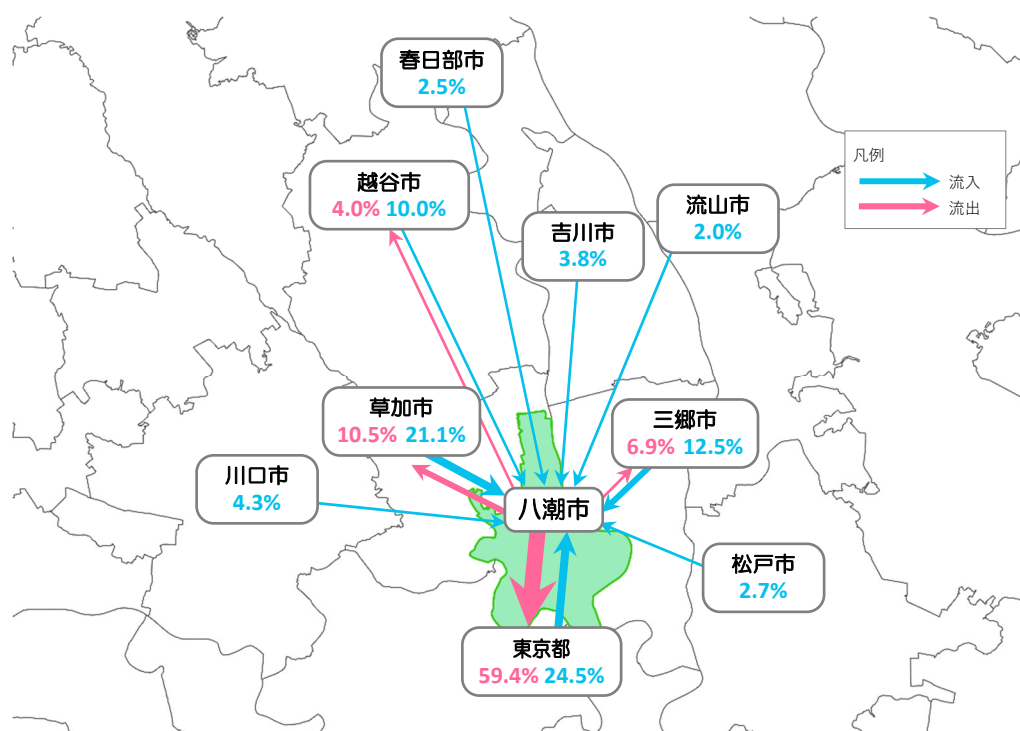 春日部市
2.5%
凡例
流入
流出
越谷市
4.0% 10.0%
流山市
2.0%
吉川市
3.8%
草加市
10.5% 21.1%
三郷市
6.9% 12.5%
川口市
4.3%
八潮市
松戸市
2.7%
東京都
59.4% 24.5%